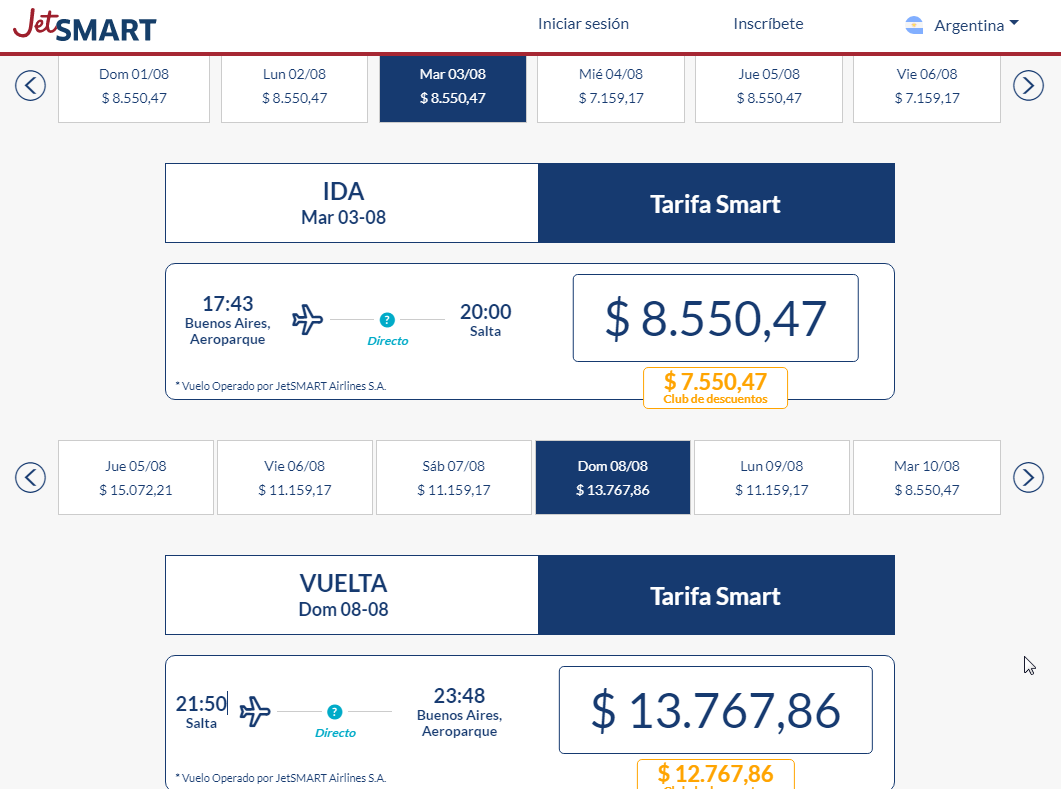 JetSMART
Iniciar sesión
Inscríbete
Argentina
Dom 01/08
$ 8.550,47
Lun 02/08
$ 8.550,47
Mar 03/08
$ 8.550,47
Mié 04/08
$ 7.159,17
Jue 05/08
$ 8.550,47
Vie 06/08
$ 7.159,17
IDA
Mar 03-08
Tarifa Smart
17:43
Buenos Aires,
Aeroparque
?
Directo
20:00
Salta
$ 8.550,47
* Vuelo Operado por JetSMART Airlines S.A.
$ 7.550,47
Club de descuentos
Jue 05/08
$ 15.072,21
Vie 06/08
$ 11.159,17
Sáb 07/08
$ 11.159,17
Dom 08/08
$ 13.767,86
Lun 09/08
$ 11.159,17
Mar 10/08
$ 8.550,47
VUELTA
Dom 08-08
Tarifa Smart
21:50
Salta
?
Directo
23:48
Buenos Aires,
Aeroparque
$ 13.767,86
* Vuelo Operado por JetSMART Airlines S.A.
$ 12.767,86